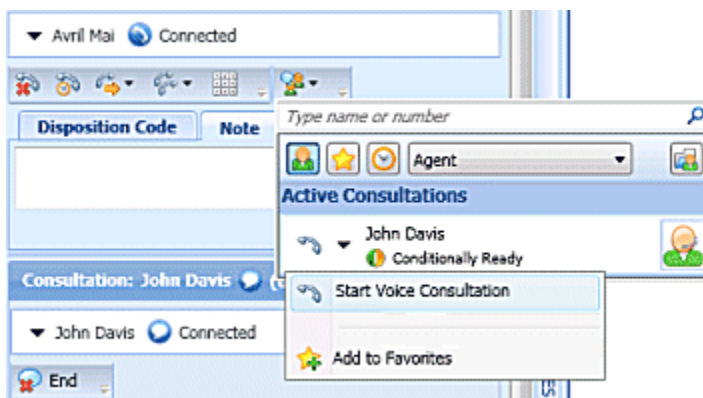 Avril Mai Connected
Type name or number
Disposition Code Note
Agent
Active Consultations
John Davis
Conditionally Ready
Consultation: John Davis
Start Voice Consultation
John Davis Connected
Add to Favorites
End